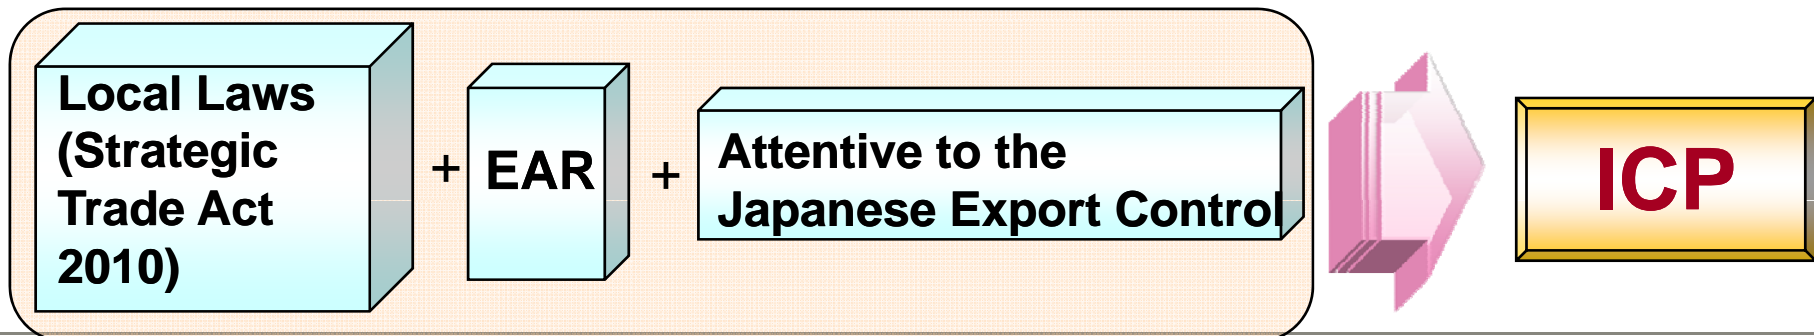 Local Laws
(Strategic
Trade Act
2010)
+
EAR
+
Attentive to the
Japanese Export Control
ICP